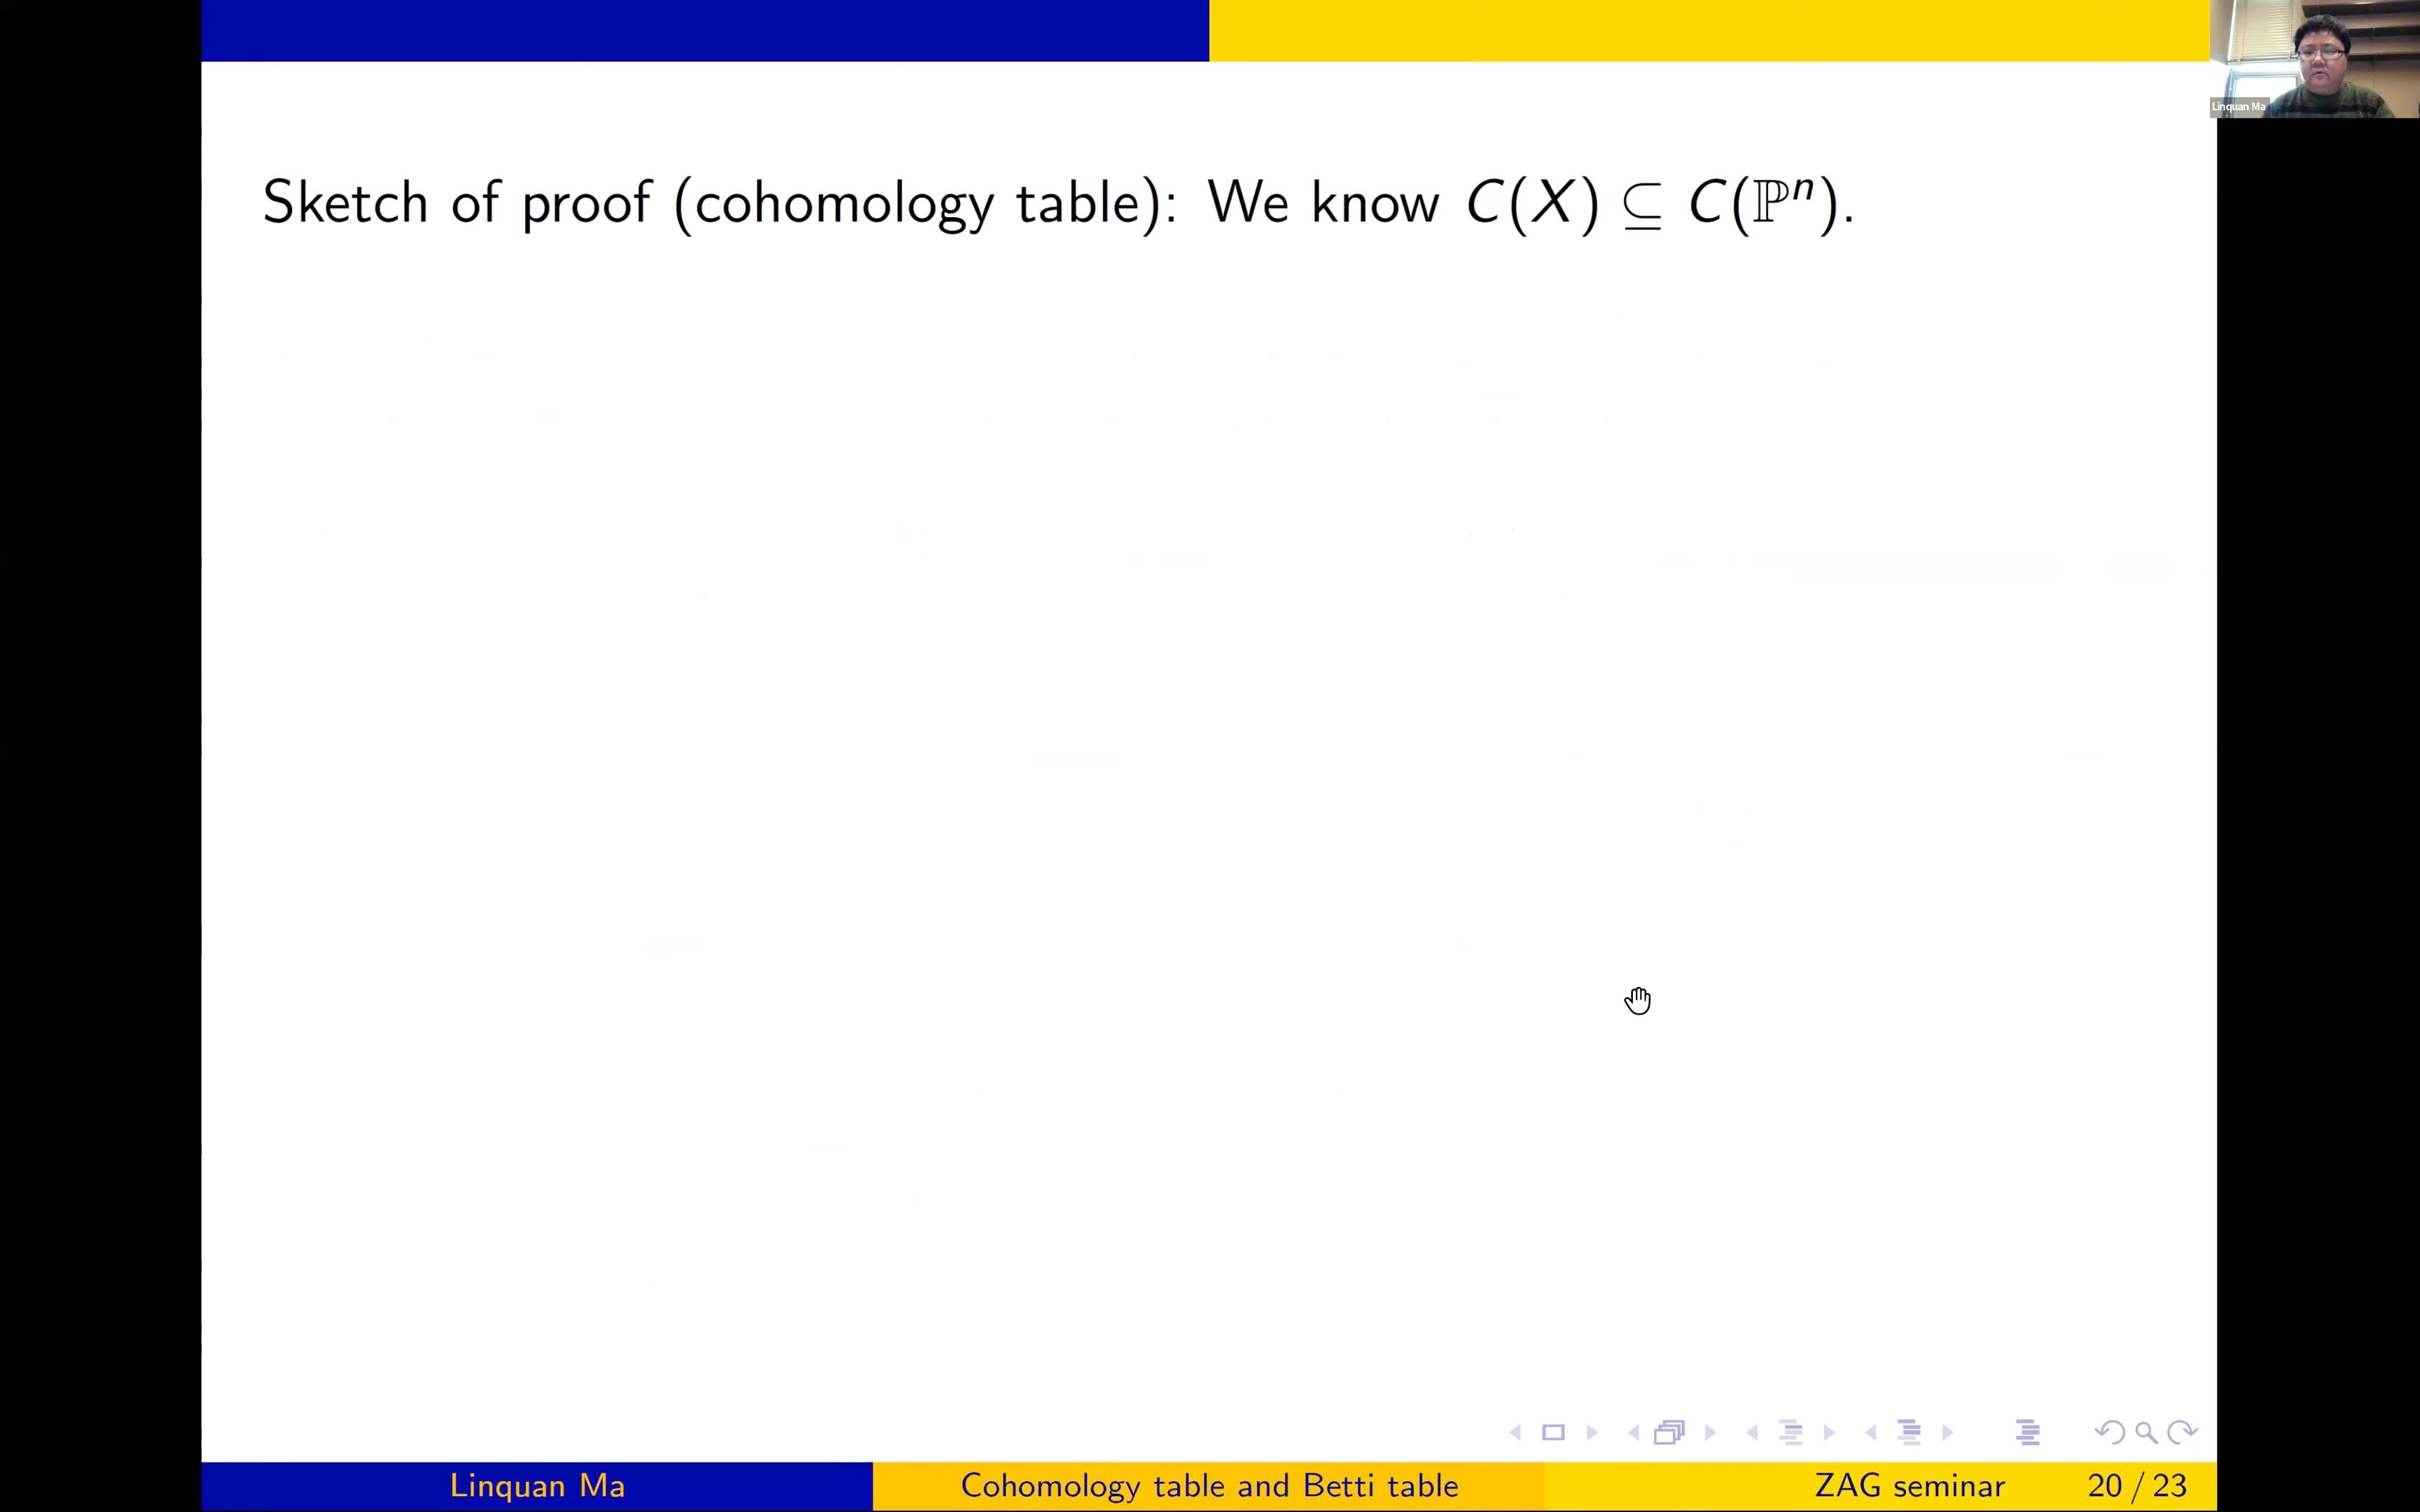 Linquan Ma
Sketch of proof (cohomology table): We know C(X) ⊆ C(ℙⁿ).
Linquan Ma
Cohomology table and Betti table
ZAG seminar
20 / 23